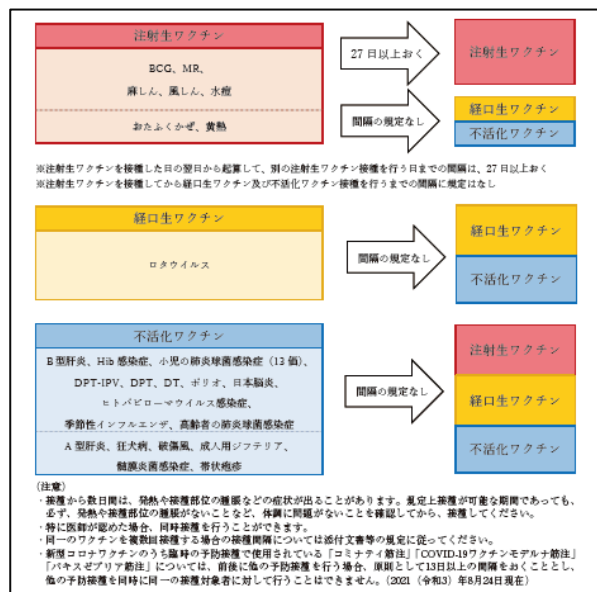 注射生ワクチン
BCG、MR、
麻しん、風しん、水痘
おたふくかぜ、黄熱
27日以上おく
注射生ワクチン
間隔の規定なし
経口生ワクチン
不活化ワクチン
※注射生ワクチンを接種した日の翌日から起算して、別の注射生ワクチン接種を行う日までの間隔は、27日以上おく
※注射生ワクチンを接種してから経口生ワクチン及び不活化ワクチン接種を行うまでの間隔に規定はなし
経口生ワクチン
ロタウイルス
間隔の規定なし
経口生ワクチン
不活化ワクチン
不活化ワクチン
B型肝炎、Hib感染症、小児の肺炎球菌感染症（13価）、
DPT-IPV、DPT、DT、ポリオ、日本脳炎、
ヒトパピローマウイルス感染症、
季節性インフルエンザ、高齢者の肺炎球菌感染症
A型肝炎、狂犬病、破傷風、成人用ジフテリア、
髄膜炎菌感染症、帯状疱疹
間隔の規定なし
注射生ワクチン
経口生ワクチン
不活化ワクチン
（注意）
・接種から数日間は、発熱や接種部位の腫脹などの症状が出ることがあります。規定上接種が可能な期間であっても、
必ず、発熱や接種部位の腫脹がないことなど、体調に問題がないことを確認してから、接種してください。
・特に医師が認めた場合、同時接種を行うことができます。
・同一のワクチンを複数回接種する場合の接種間隔については添付文書等の規定に従ってください。
・新型コロナワクチンのうち臨時の予防接種で使用されている「コミナティ筋注」「COVID-19ワクチンモデルナ筋注」
「バキスゼブリア筋注」については、前後に他の予防接種を行う場合、原則として13日以上の間隔をおくこととし、
他の予防接種を同時に同一の接種対象者に対して行うことはできません。（2021（令和3）年8月24日現在）